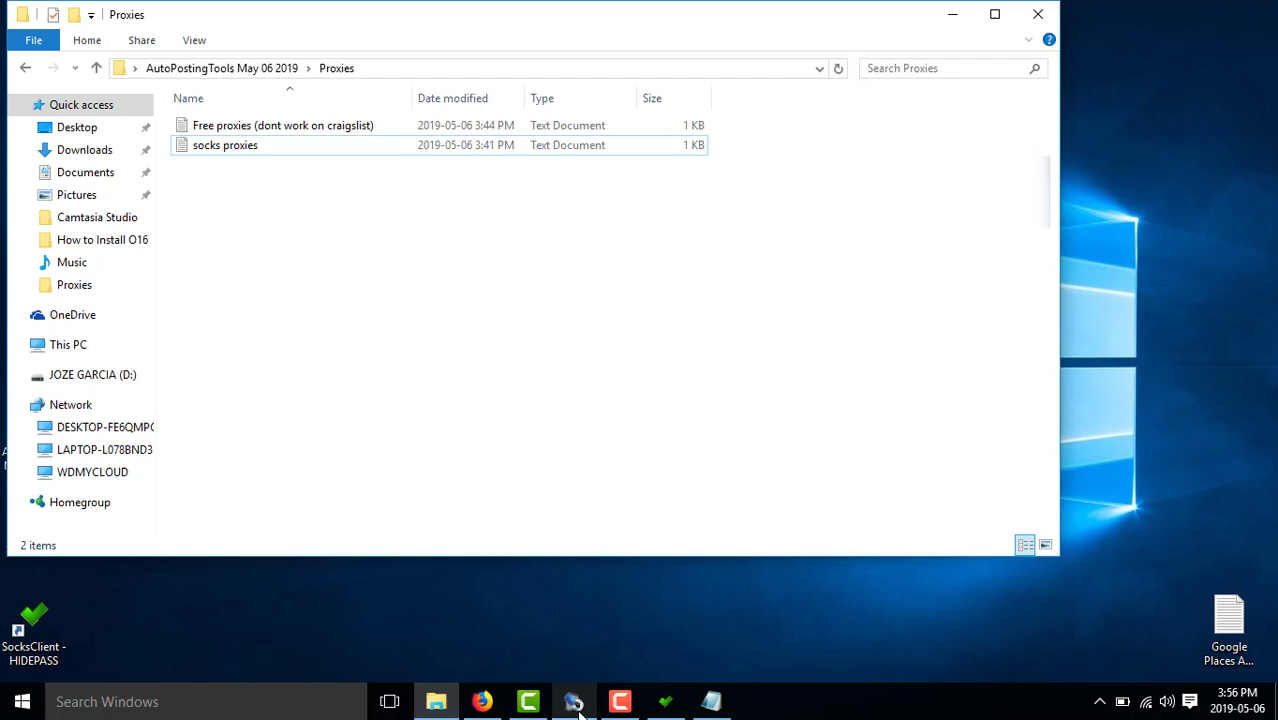 Proxies
File Home Share View
AutoPostingTools May 06 2019 Proxies Search Proxies
Name Date modified Type Size
Free proxies (dont work on craigslist) 2019-05-06 3:44 PM Text Document 1 KB
socks proxies 2019-05-06 3:41 PM Text Document 1 KB
Quick access
Desktop
Downloads
Documents
Pictures
Camtasia Studio
How to Install O16
Music
Proxies
OneDrive
This PC
JOZE GARCIA (D:)
Network
DESKTOP-FE6QMP
LAPTOP-L078BND3
WDMYCLOUD
Homegroup
2 items
SocksClient -
HIDEPASS
Google
Places A...
Search Windows
3:56 PM
2019-05-06